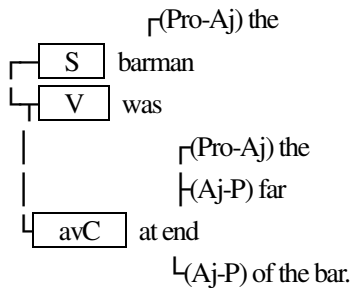 (Pro-Aj) the
S barman
V was
(Pro-Aj) the
(Aj-P) far
avC at end
(Aj-P) of the bar.